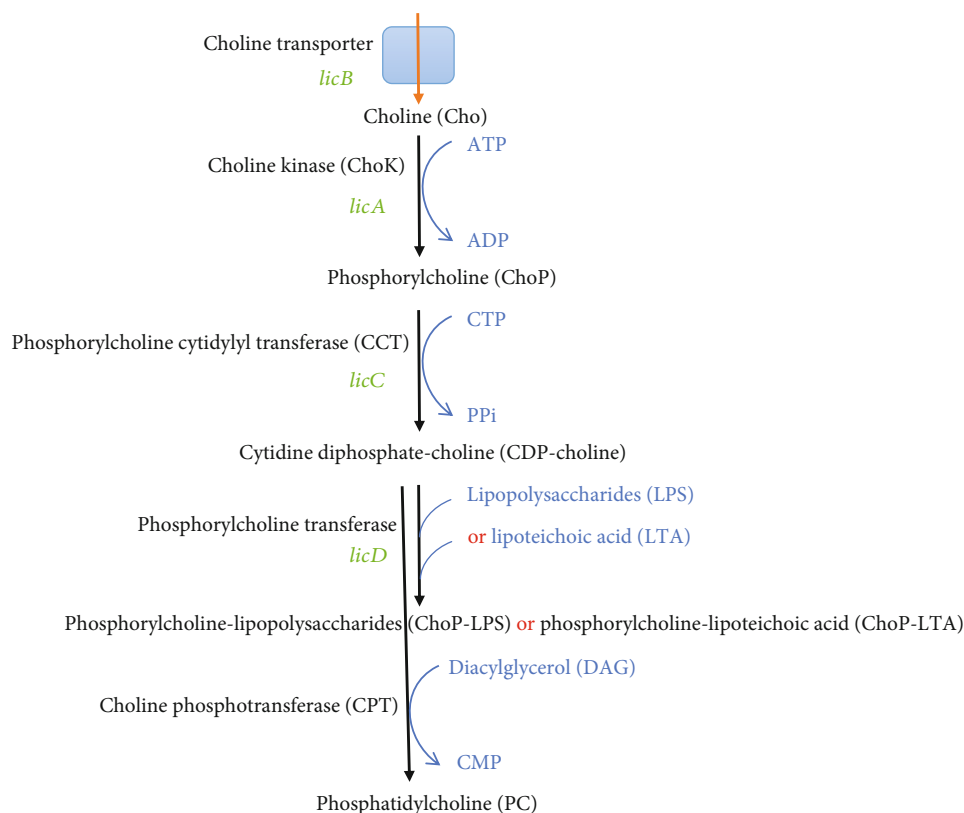 Choline transporter
licB
Choline (Cho)
ATP
Choline kinase (ChoK)
licA
ADP
Phosphorylcholine (ChoP)
CTP
Phosphorylcholine cytidylyl transferase (CCT)
licC
PPi
Cytidine diphosphate-choline (CDP-choline)
Lipopolysaccharides (LPS)
Phosphorylcholine transferase
or lipoteichoic acid (LTA)
licD
Phosphorylcholine-lipopolysaccharides (ChoP-LPS) or phosphorylcholine-lipoteichoic acid (ChoP-LTA)
Diacylglycerol (DAG)
Choline phosphotransferase (CPT)
CMP
Phosphatidylcholine (PC)